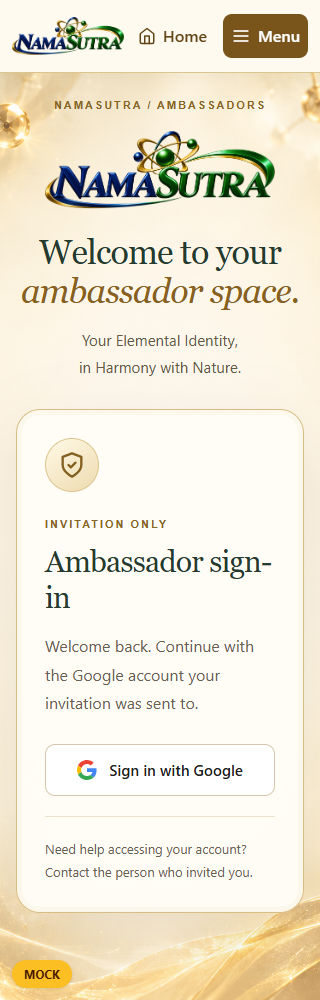 NAMASUTRA
Home
Menu
NAMASUTRA / AMBASSADORS
NAMASUTRA
Welcome to your
ambassador space.
Your Elemental Identity,
in Harmony with Nature.
INVITATION ONLY
Ambassador sign-
in
Welcome back. Continue with
the Google account your
invitation was sent to.
Sign in with Google
Need help accessing your account?
Contact the person who invited you.
MOCK